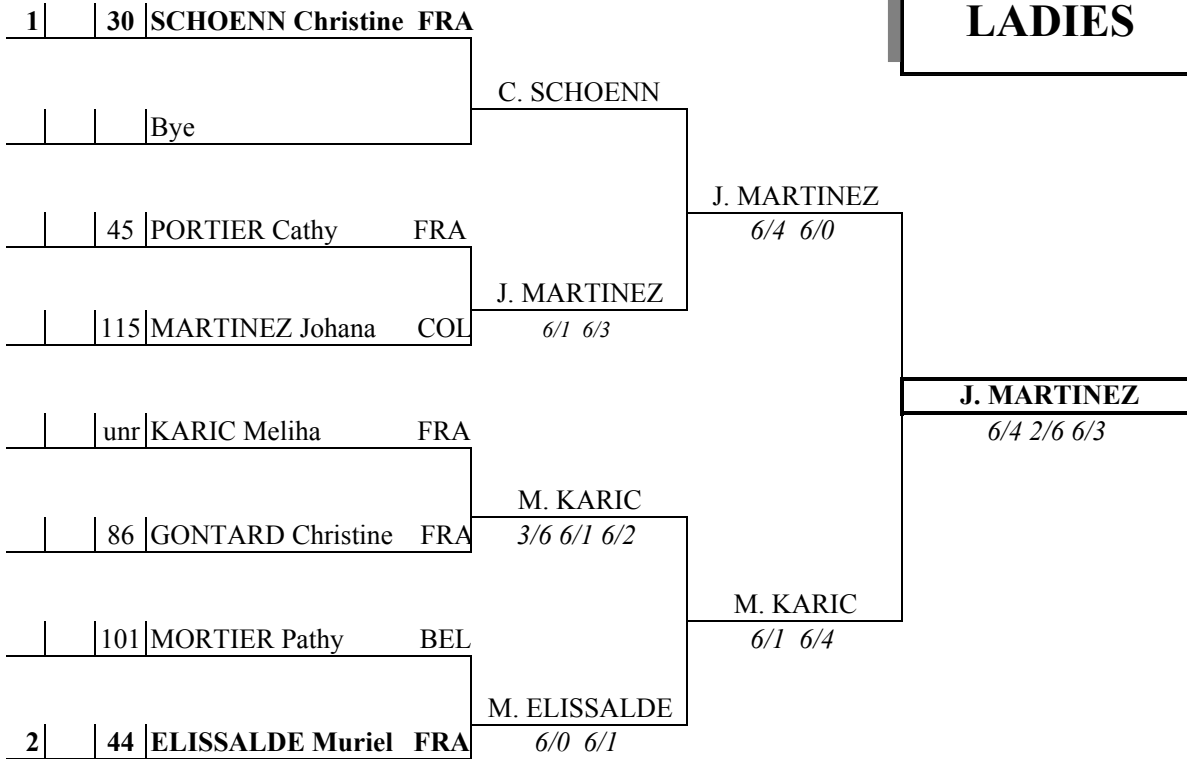 1 30 SCHOENN Christine FRA
LADIES
C. SCHOENN
Bye
J. MARTINEZ
45 PORTIER Cathy FRA
6/4 6/0
J. MARTINEZ
115 MARTINEZ Johana COL
6/1 6/3
J. MARTINEZ
unr KARIC Meliha FRA
6/4 2/6 6/3
M. KARIC
86 GONTARD Christine FRA
3/6 6/1 6/2
M. KARIC
101 MORTIER Pathy BEL
6/1 6/4
M. ELISSALDE
2 44 ELISSALDE Muriel FRA
6/0 6/1